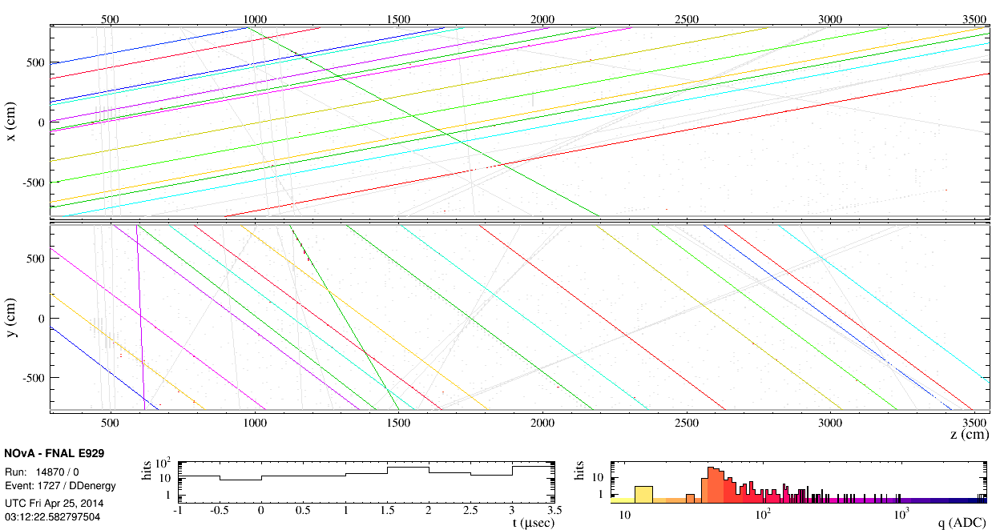 500 1000 1500 2000 2500 3000 3500
500
0
-500
x (cm)
500
0
-500
y (cm)
500 1000 1500 2000 2500 3000 3500
z (cm)
NOvA - FNAL E929
Run: 14870 / 0
Event: 1727 / DDenergy
UTC Fri Apr 25, 2014
03:12:22.582797504
hits
10²
10
1
-1 -0.5 0 0.5 1 1.5 2 2.5 3 3.5
t (μsec)
hits
10
1
10 10² 10³
q (ADC)